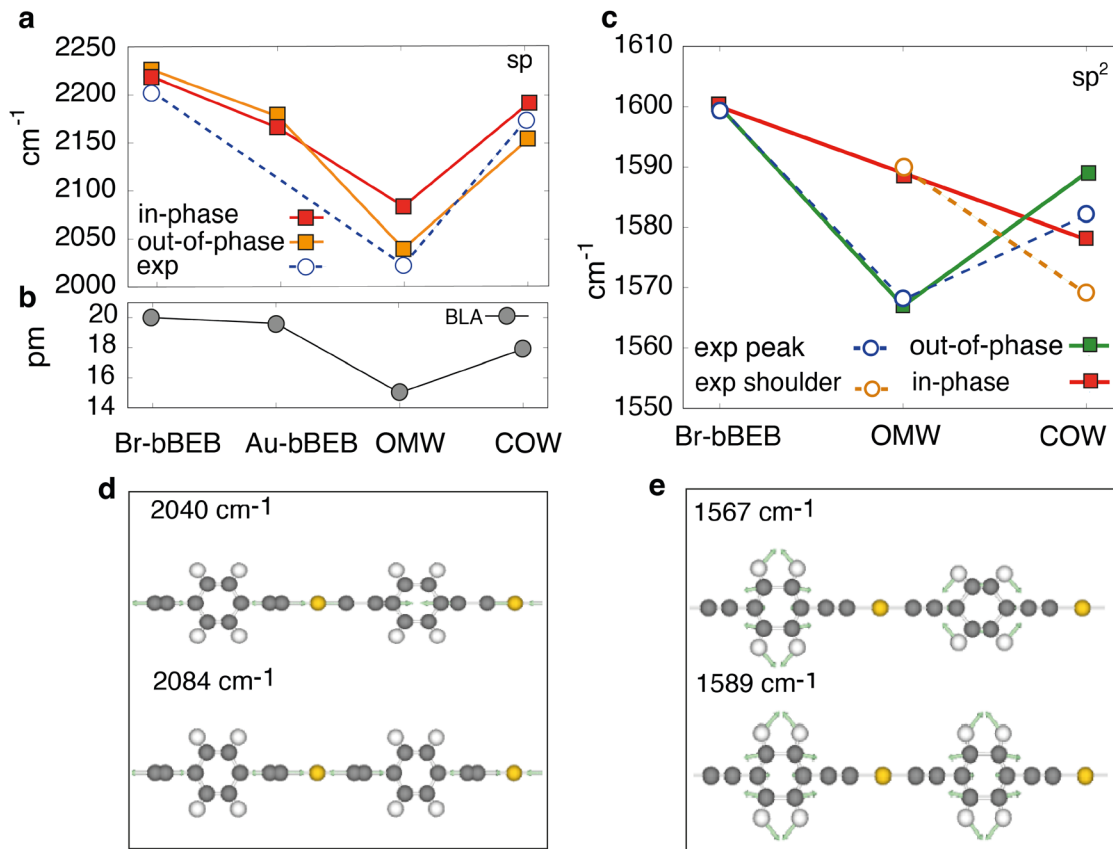 a
sp
2250
2200
2150
2100
2050
2000
cm-1
in-phase
out-of-phase
exp
b
BLA
20
18
16
14
pm
Br-bBEB
Au-bBEB
OMW
COW
c
sp2
1610
1600
1590
1580
1570
1560
1550
cm-1
exp peak
out-of-phase
exp shoulder
in-phase
Br-bBEB
OMW
COW
d
2040 cm-1
2084 cm-1
e
1567 cm-1
1589 cm-1